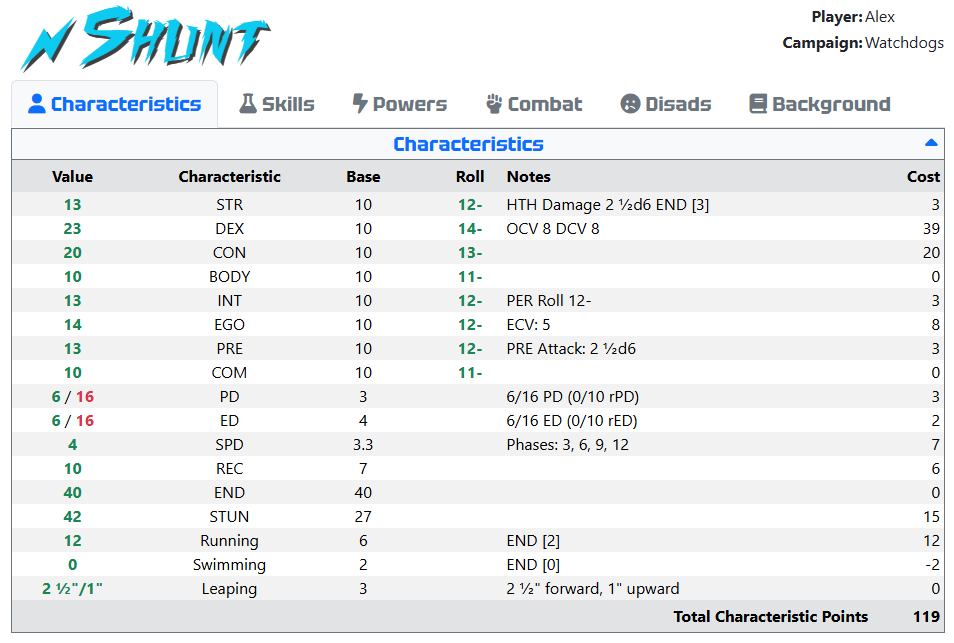 n Shunt
Player: Alex
Campaign: Watchdogs
Characteristics Skills Powers Combat Disads Background
Characteristics
Value Characteristic Base Roll Notes Cost
13 STR 10 12- HTH Damage 2 ½d6 END [3] 3
23 DEX 10 14- OCV 8 DCV 8 39
20 CON 10 13- 20
10 BODY 10 11- 0
13 INT 10 12- PER Roll 12- 3
14 EGO 10 12- ECV: 5 8
13 PRE 10 12- PRE Attack: 2 ½d6 3
10 COM 10 11- 0
6 / 16 PD 3 6/16 PD (0/10 rPD) 3
6 / 16 ED 4 6/16 ED (0/10 rED) 2
4 SPD 3.3 Phases: 3, 6, 9, 12 7
10 REC 7 6
40 END 40 0
42 STUN 27 15
12 Running 6 END [2] 12
0 Swimming 2 END [0] -2
2 ½"/1" Leaping 3 2 ½" forward, 1" upward 0
Total Characteristic Points 119